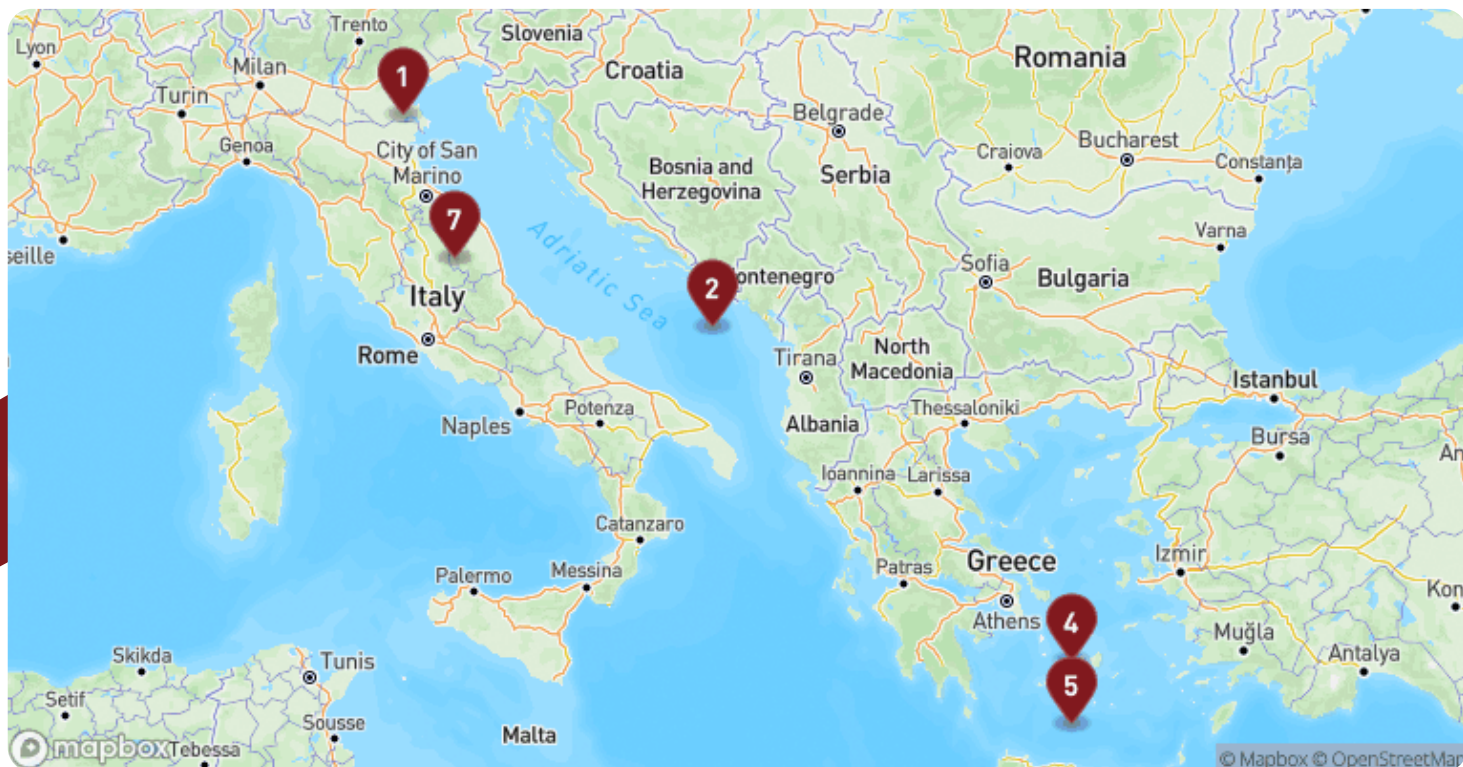 Trento
Slovenia
Lyon
Croatia
Romania
Milan
1
Turin
Belgrade
Genoa
City of San
Marino
Craiova
Bucharest
Constanța
Bosnia and
Herzegovina
Serbia
7
Varna
seille
Adriatic Sea
ontenegro
2
Sofia
Bulgaria
Italy
Rome
Tirana
North
Macedonia
Istanbul
Naples
Potenza
Albania
Thessaloniki
Bursa
An
Ioannina
Larissa
Catanzaro
Izmir
Palermo
Messina
Patras
Greece
Kon
Athens
4
Muğla
Antalya
Skikda
Tunis
5
Setif
Sousse
Malta
mapbox
Tebessa
© Mapbox © OpenStreetMap